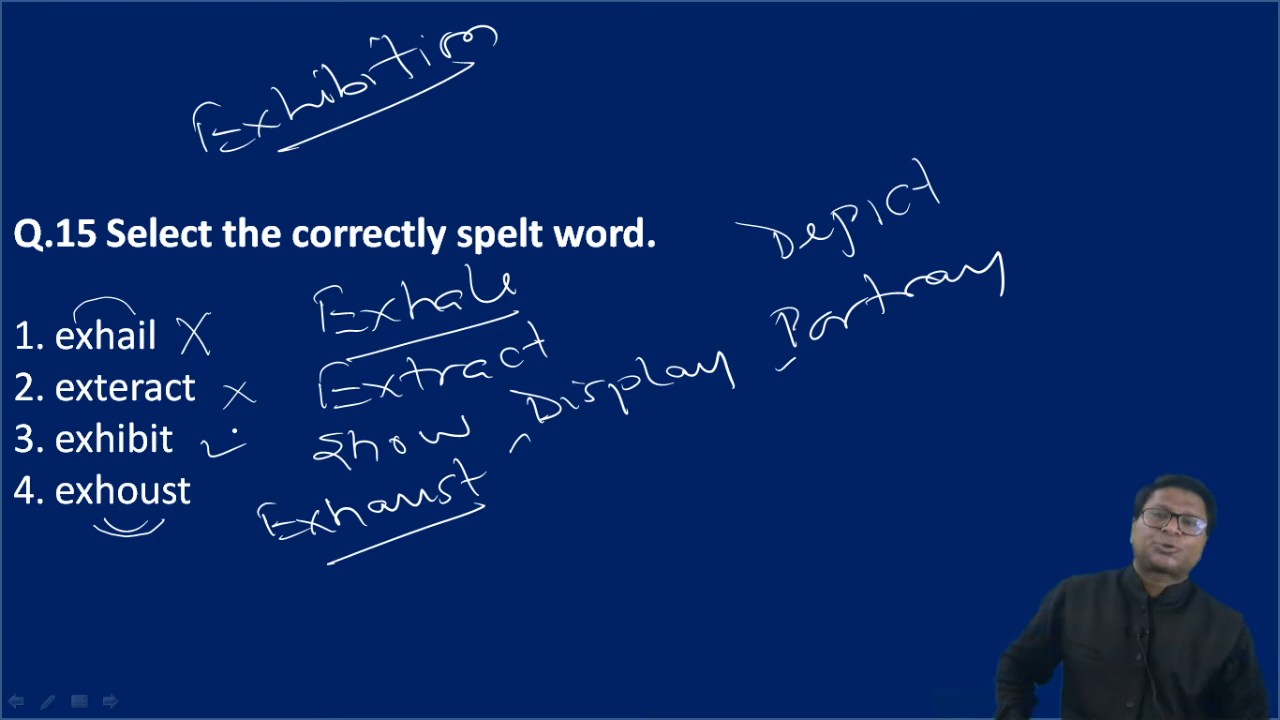 Exhibition
Depict
Q.15 Select the correctly spelt word.
Portray
1. exhail X Exhale
2. exteract x Extract
Display
3. exhibit Show
4. exhoust Exhaust